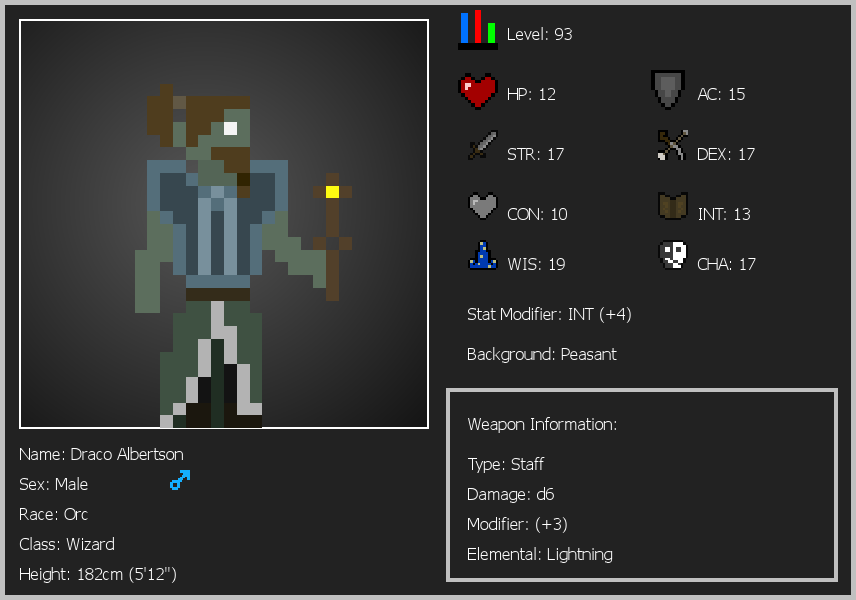 Level: 93
HP: 12
AC: 15
STR: 17
DEX: 17
CON: 10
INT: 13
WIS: 19
CHA: 17
Stat Modifier: INT (+4)
Background: Peasant
Weapon Information:
Type: Staff
Damage: d6
Modifier: (+3)
Elemental: Lightning
Name: Draco Albertson
Sex: Male
Race: Orc
Class: Wizard
Height: 182cm (5'12")